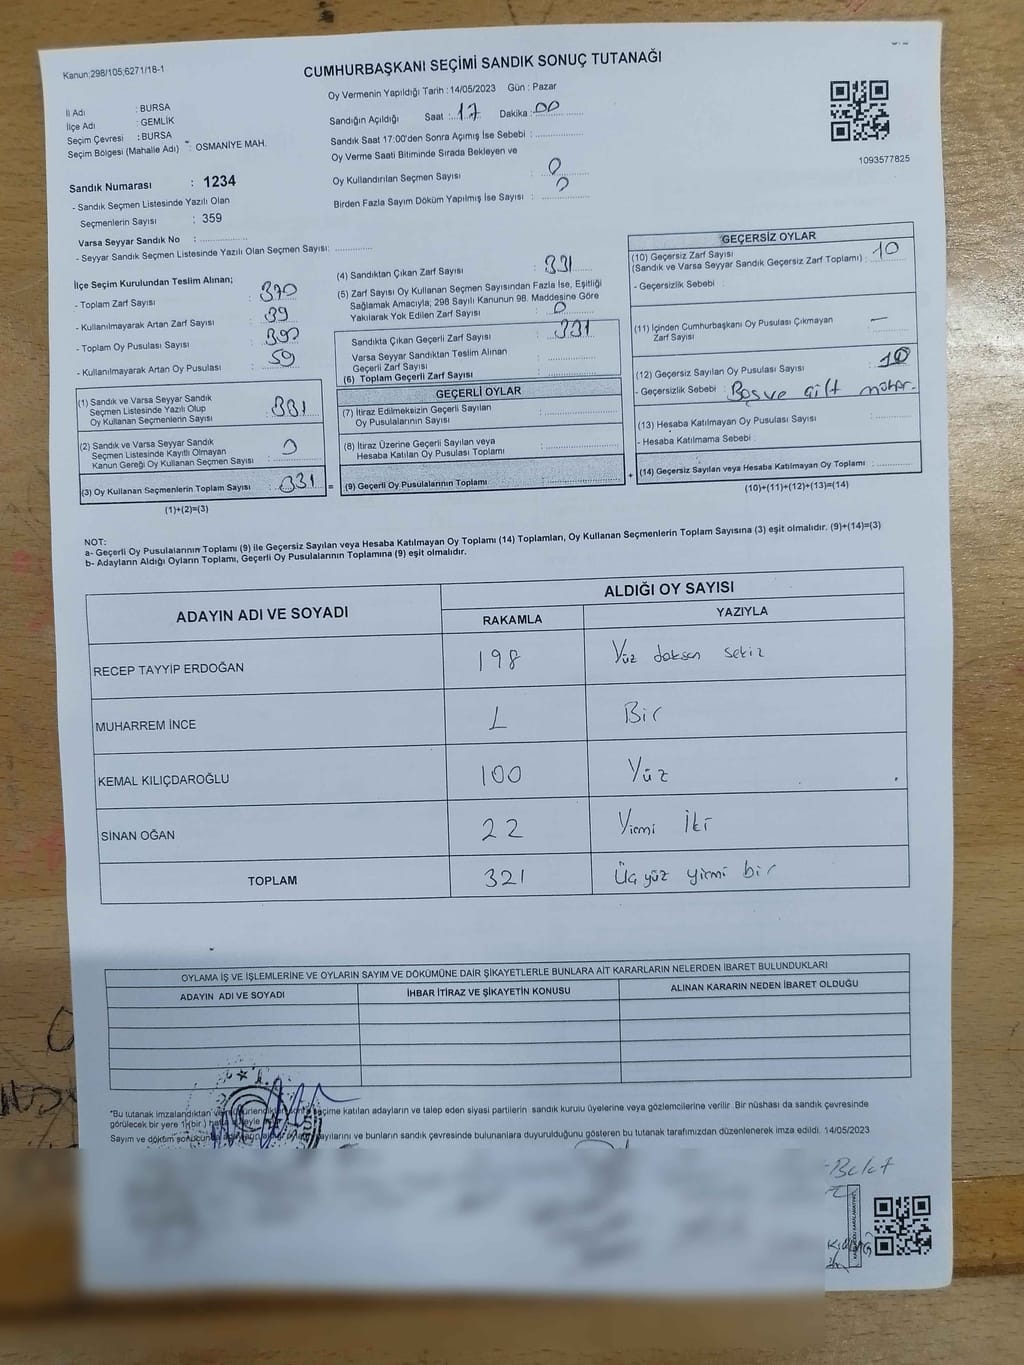 Kanun;298/105;6271/18-1
CUMHURBAŞKANI SEÇİMİ SANDIK SONUÇ TUTANAĞI
Oy Vermenin Yapıldığı Tarih : 14/05/2023 Gün : Pazar
İl Adı : BURSA
İlçe Adı : GEMLİK
Seçim Çevresi : BURSA
Seçim Bölgesi (Mahalle Adı) : OSMANİYE MAH.
Sandığın Açıldığı Saat : 17 Dakika : 00
Sandık Saat 17:00'den Sonra Açımış İse Sebebi :
Oy Verme Saati Bitiminde Sırada Bekleyen ve
Oy Kullandırılan Seçmen Sayısı : 0
Birden Fazla Sayım Döküm Yapılmış İse Sayısı : 0
1093577825
Sandık Numarası : 1234
- Sandık Seçmen Listesinde Yazılı Olan
Seçmenlerin Sayısı : 359
Varsa Seyyar Sandık No :
- Seyyar Sandık Seçmen Listesinde Yazılı Olan Seçmen Sayısı:
İlçe Seçim Kurulundan Teslim Alınan;
- Toplam Zarf Sayısı : 370
- Kullanılmayarak Artan Zarf Sayısı : 39
- Toplam Oy Pusulası Sayısı : 390
- Kullanılmayarak Artan Oy Pusulası : 59
(1) Sandık ve Varsa Seyyar Sandık
Seçmen Listesinde Yazılı Olup
Oy Kullanan Seçmenlerin Sayısı : 331
(2) Sandık ve Varsa Seyyar Sandık
Seçmen Listesinde Kayıtlı Olmayan
Kanun Gereği Oy Kullanan Seçmen Sayısı : 0
(3) Oy Kullanan Seçmenlerin Toplam Sayısı : 331
(1)+(2)=(3)
(4) Sandıktan Çıkan Zarf Sayısı : 331
(5) Zarf Sayısı Oy Kullanan Seçmen Sayısından Fazla İse, Eşitliği
Sağlamak Amacıyla; 298 Sayılı Kanunun 98. Maddesine Göre
Yakılarak Yok Edilen Zarf Sayısı : 0
Sandıkta Çıkan Geçerli Zarf Sayısı : 331
Varsa Seyyar Sandıktan Teslim Alınan
Geçerli Zarf Sayısı :
(6) Toplam Geçerli Zarf Sayısı :
=
GEÇERLİ OYLAR
(7) İtiraz Edilmeksizin Geçerli Sayılan
Oy Pusulalarının Sayısı :
(8) İtiraz Üzerine Geçerli Sayılan veya
Hesaba Katılan Oy Pusulası Toplamı :
(9) Geçerli Oy Pusulalarının Toplamı :
+
GEÇERSİZ OYLAR
(10) Geçersiz Zarf Sayısı
(Sandık ve Varsa Seyyar Sandık Geçersiz Zarf Toplamı) : 10
- Geçersizlik Sebebi :
(11) İçinden Cumhurbaşkanı Oy Pusulası Çıkmayan
Zarf Sayısı : —
(12) Geçersiz Sayılan Oy Pusulası Sayısı : 10
- Geçersizlik Sebebi : Boş ve çift mühür.
(13) Hesaba Katılmayan Oy Pusulası Sayısı :
- Hesaba Katılmama Sebebi
(14) Geçersiz Sayılan veya Hesaba Katılmayan Oy Toplamı :
(10)+(11)+(12)+(13)=(14)
NOT:
a- Geçerli Oy Pusulalarının Toplamı (9) ile Geçersiz Sayılan veya Hesaba Katılmayan Oy Toplamı (14) Toplamları, Oy Kullanan Seçmenlerin Toplam Sayısına (3) eşit olmalıdır. (9)+(14)=(3)
b- Adayların Aldığı Oyların Toplamı, Geçerli Oy Pusulalarının Toplamına (9) eşit olmalıdır.
ADAYIN ADI VE SOYADI ALDIĞI OY SAYISI
RAKAMLA YAZIYLA
RECEP TAYYİP ERDOĞAN 198 Yüz doksan sekiz
MUHARREM İNCE 1 Bir
KEMAL KILIÇDAROĞLU 100 Yüz
SİNAN OĞAN 22 Yirmi İki
TOPLAM 321 Üç yüz yirmi bir
OYLAMA İŞ VE İŞLEMLERİNE VE OYLARIN SAYIM VE DÖKÜMÜNE DAİR ŞİKAYETLERLE BUNLARA AİT KARARLARIN NELERDEN İBARET BULUNDUKLARI
ADAYIN ADI VE SOYADI İHBAR İTİRAZ VE ŞİKAYETİN KONUSU ALINAN KARARIN NEDEN İBARET OLDUĞU
"Bu tutanak imzalandıktan seçime katılan adayların ve talep eden siyasi partilerin sandık kurulu üyelerine veya gözlemcilerine verilir .Bir nüshası da sandık çevresinde
görülecek bir yere 1 (bir)
Sayım ve döküm sayılarını ve bunların sandık çevresinde bulunanlara duyurulduğunu gösteren bu tutanak tarafımızdan düzenlenerek imza edildi. 14/05/2023